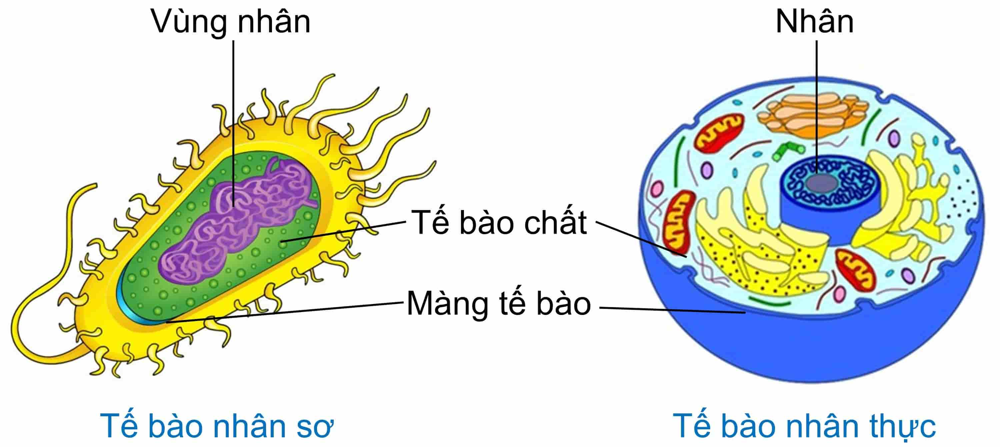 Vùng nhân
Nhân
Tế bào chất
Màng tế bào
Tế bào nhân sơ
Tế bào nhân thực